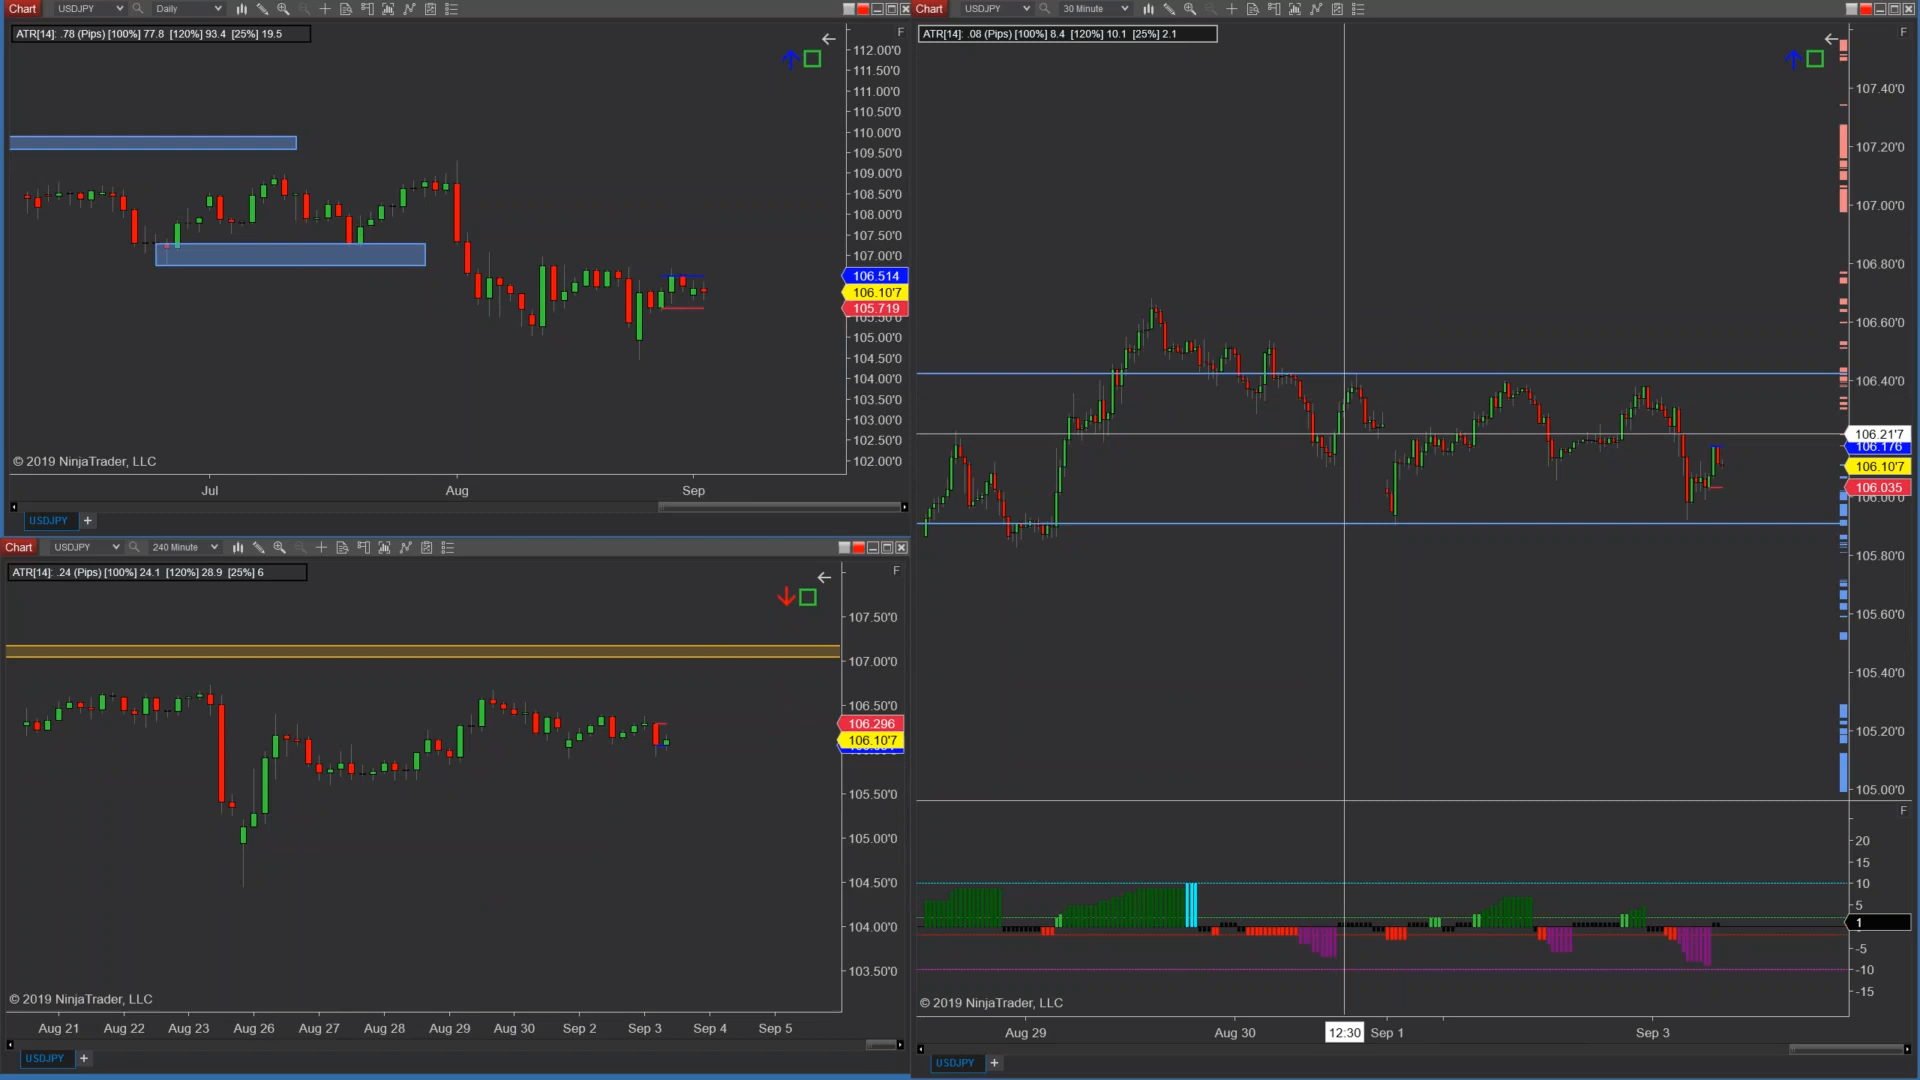 Chart USDJPY Daily
ATR[14]: .78 (Pips) [100%] 77.8 [120%] 93.4 [25%] 19.5
F
112.00'0
111.50'0
111.00'0
110.50'0
110.00'0
109.50'0
109.00'0
108.50'0
108.00'0
107.50'0
107.00'0
106.514
106.10'7
105.719
105.50'0
105.00'0
104.50'0
104.00'0
103.50'0
103.00'0
102.50'0
102.00'0
© 2019 NinjaTrader, LLC
Jul Aug Sep
USDJPY +
Chart USDJPY 240 Minute
ATR[14]: .24 (Pips) [100%] 24.1 [120%] 28.9 [25%] 6
F
107.50'0
107.00'0
106.50'0
106.296
106.10'7
105.50'0
105.00'0
104.50'0
104.00'0
103.50'0
© 2019 NinjaTrader, LLC
Aug 21 Aug 22 Aug 23 Aug 26 Aug 27 Aug 28 Aug 29 Aug 30 Sep 2 Sep 3 Sep 4 Sep 5
USDJPY +
Chart USDJPY 30 Minute
ATR[14]: .08 (Pips) [100%] 8.4 [120%] 10.1 [25%] 2.1
F
107.40'0
107.20'0
107.00'0
106.80'0
106.60'0
106.40'0
106.21'7
106.176
106.10'7
106.035
106.00'0
105.80'0
105.60'0
105.40'0
105.20'0
105.00'0
F
20
15
10
5
1
-5
-10
-15
© 2019 NinjaTrader, LLC
Aug 29 Aug 30 12:30 Sep 1 Sep 3
USDJPY +